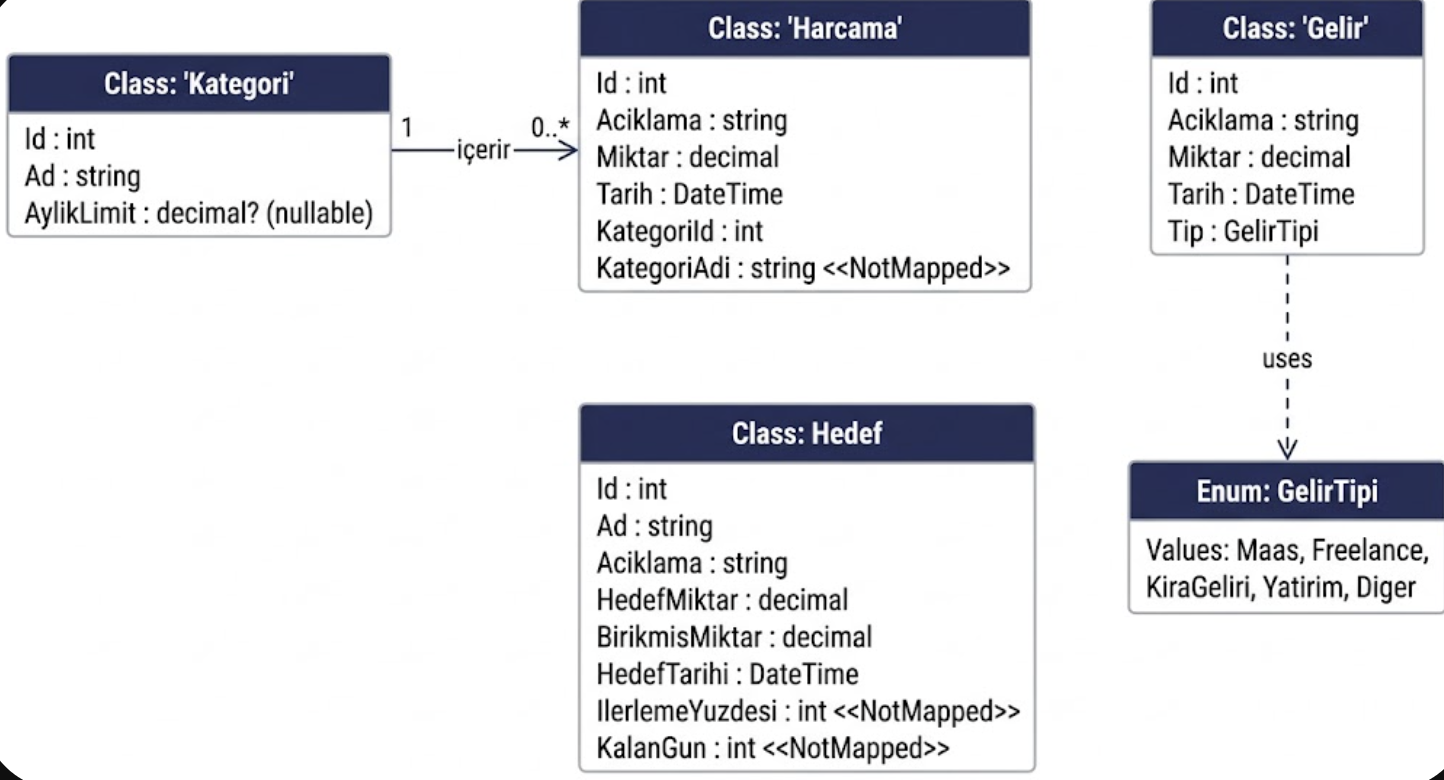 Class: 'Kategori'
Id : int
Ad : string
AylikLimit : decimal? (nullable)
1
içerir
0..*
Class: 'Harcama'
Id : int
Aciklama : string
Miktar : decimal
Tarih : DateTime
KategoriId : int
KategoriAdi : string <<NotMapped>>
Class: 'Gelir'
Id : int
Aciklama : string
Miktar : decimal
Tarih : DateTime
Tip : GelirTipi
uses
Class: Hedef
Id : int
Ad : string
Aciklama : string
HedefMiktar : decimal
BirikmisMiktar : decimal
HedefTarihi : DateTime
IlerlemeYuzdesi : int <<NotMapped>>
KalanGun : int <<NotMapped>>
Enum: GelirTipi
Values: Maas, Freelance,
KiraGeliri, Yatirim, Diger